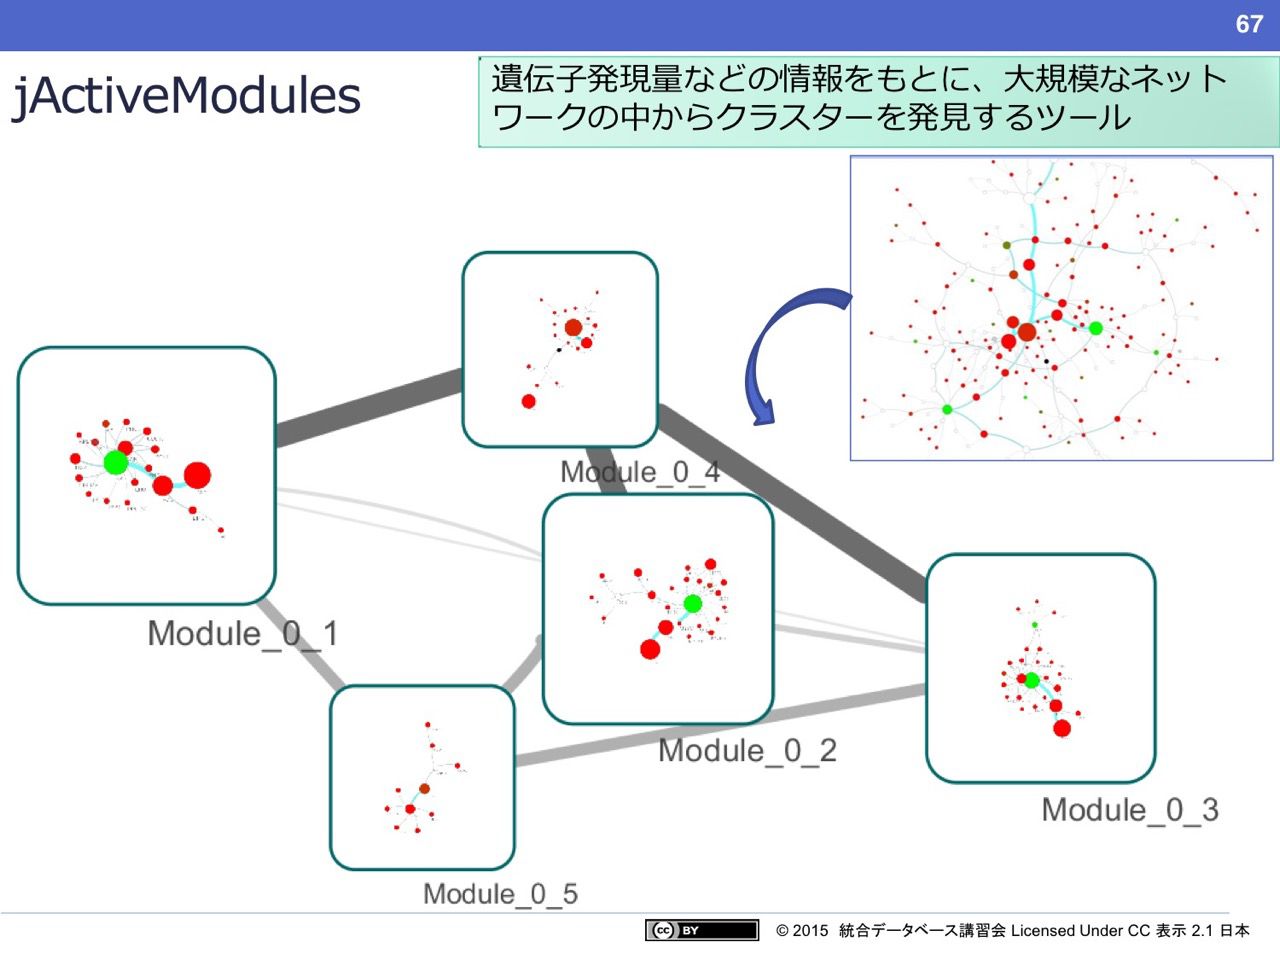 67
jActiveModules
遺伝子発現量などの情報をもとに、大規模なネット
ワークの中からクラスターを発見するツール
Module_0_4
Module_0_1
Module_0_2
Module_0_3
Module_0_5
cc BY
© 2015 統合データベース講習会 Licensed Under CC 表示 2.1 日本